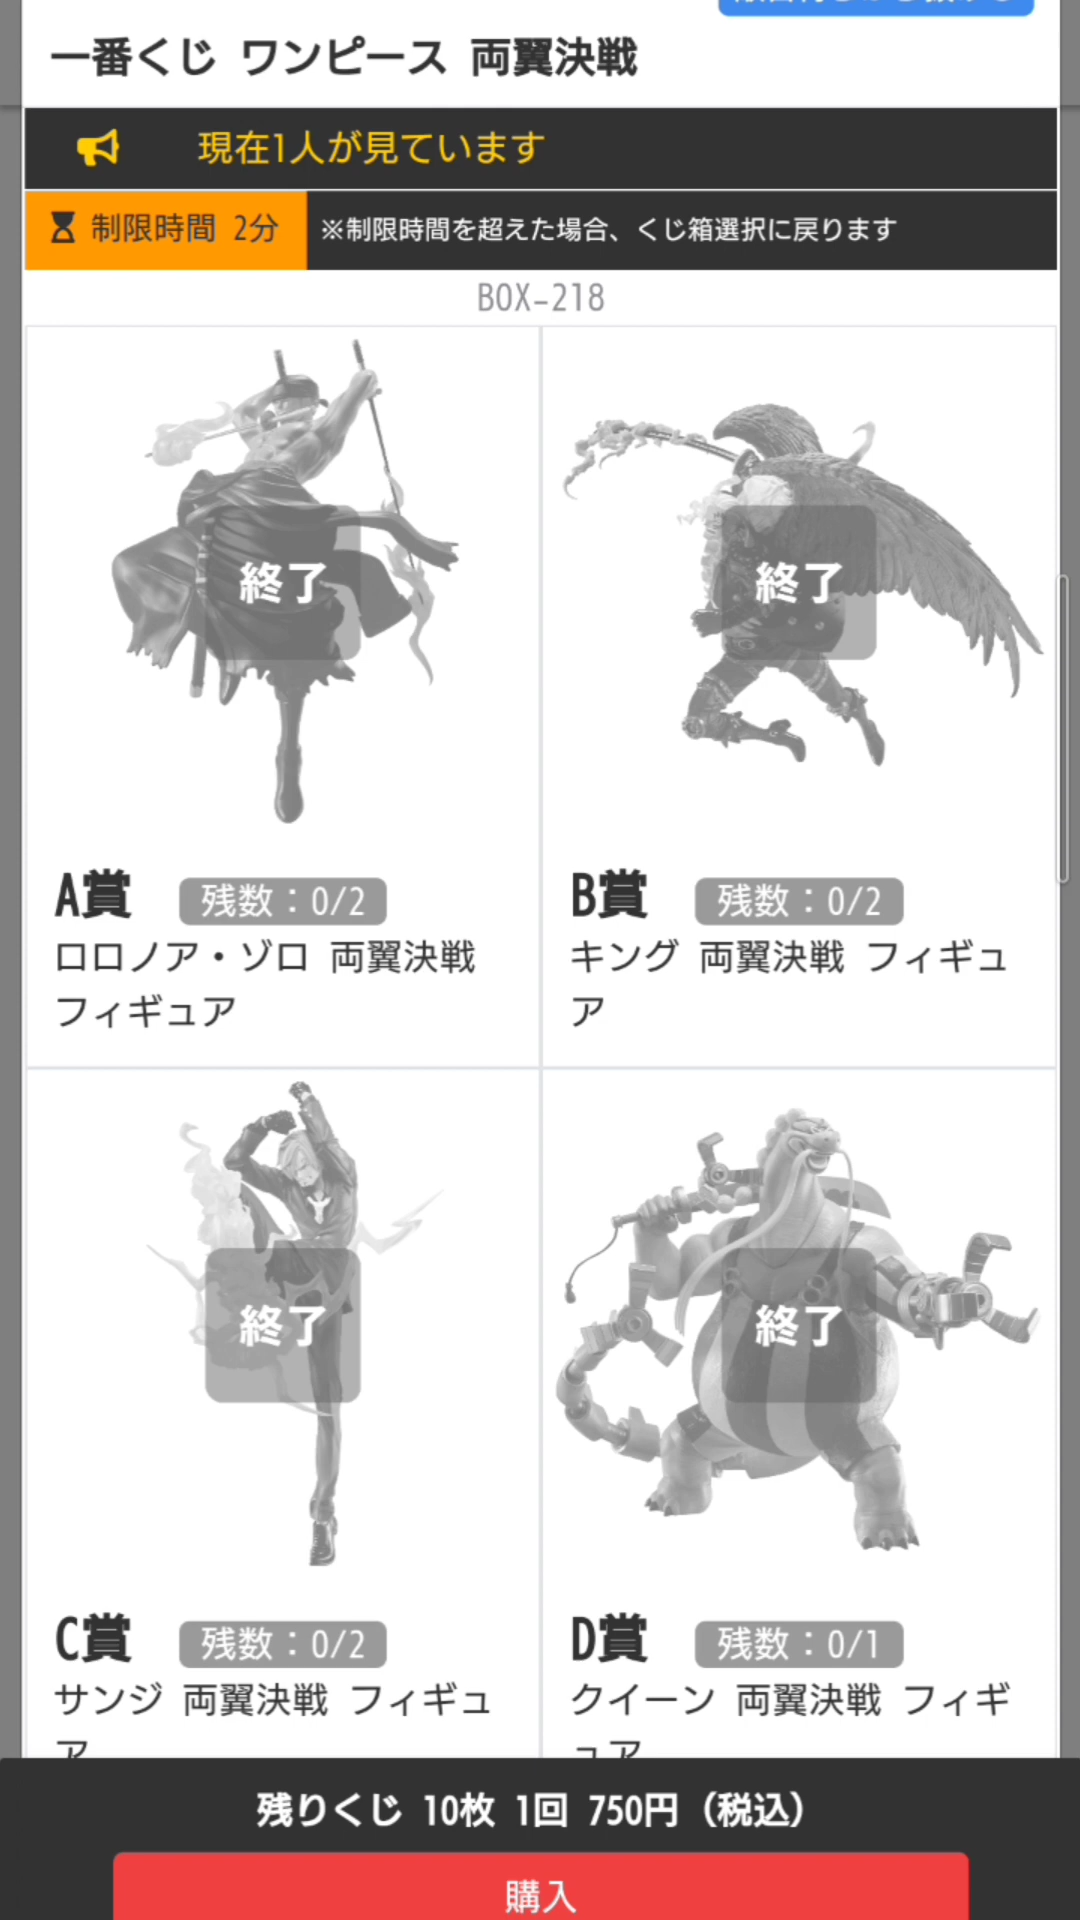 一番くじ ワンピース 両翼決戦
現在1人が見ています
制限時間 2分
※制限時間を超えた場合、くじ箱選択に戻ります
BOX-218
終了
終了
A賞 残数：0/2
ロロノア・ゾロ 両翼決戦
フィギュア
B賞 残数：0/2
キング 両翼決戦 フィギュ
ア
終了
終了
C賞 残数：0/2
サンジ 両翼決戦 フィギュ
ア
D賞 残数：0/1
クイーン 両翼決戦 フィギ
ュア
残りくじ 10枚 1回 750円（税込）
購入